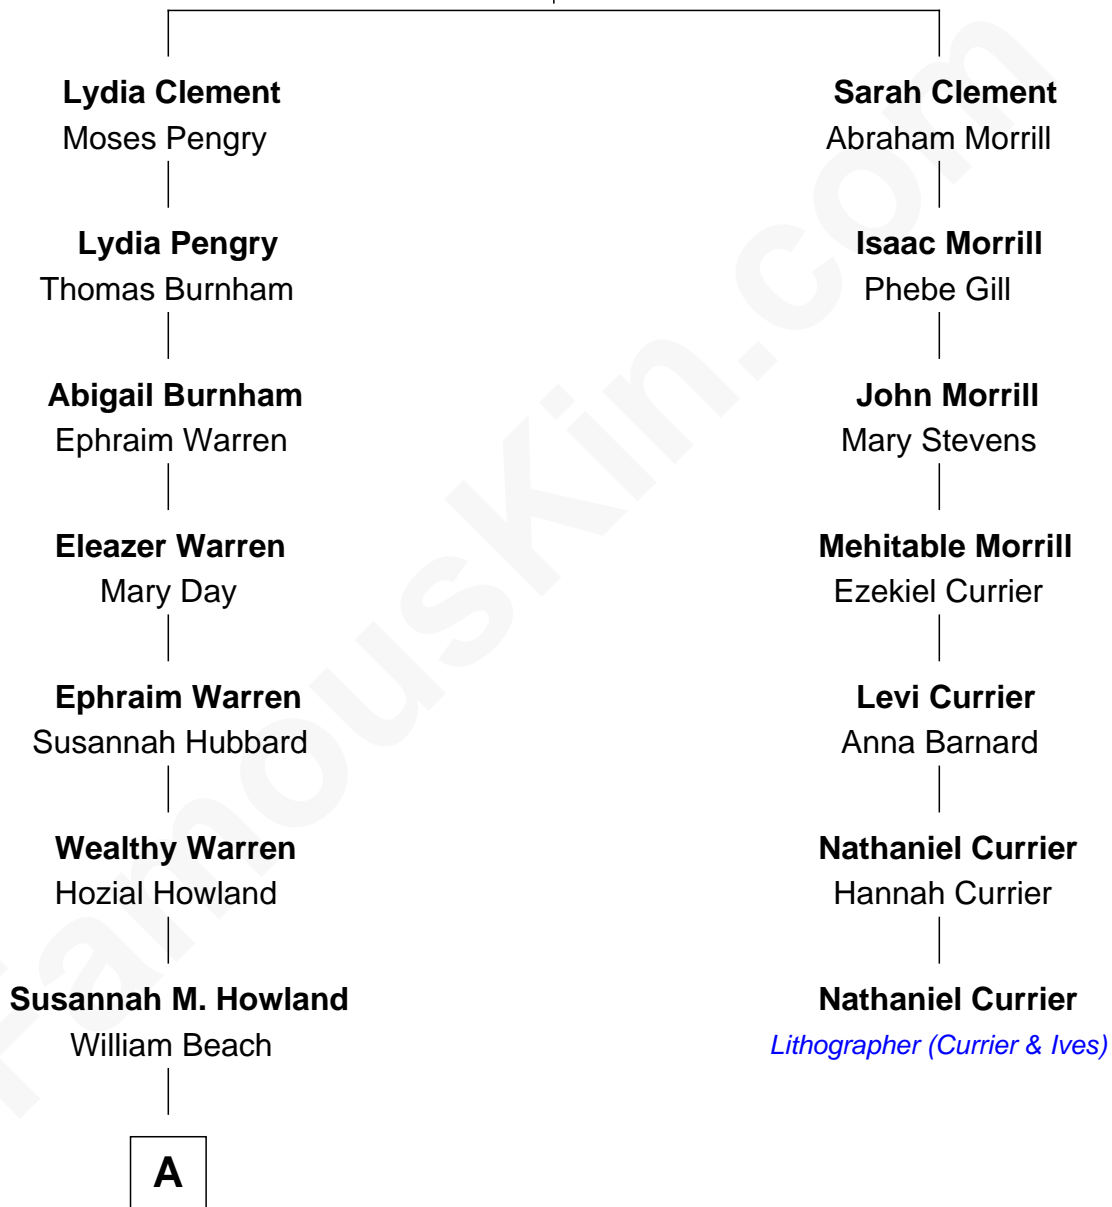 Lydia Clement
Moses Pengry
Sarah Clement
Abraham Morrill
Lydia Pengry
Thomas Burnham
Isaac Morrill
Phebe Gill
Abigail Burnham
Ephraim Warren
John Morrill
Mary Stevens
Eleazer Warren
Mary Day
Mehitable Morrill
Ezekiel Currier
Ephraim Warren
Susannah Hubbard
Levi Currier
Anna Barnard
Wealthy Warren
Hozial Howland
Nathaniel Currier
Hannah Currier
Susannah M. Howland
William Beach
Nathaniel Currier
Lithographer (Currier & Ives)
A
FamousKin.com